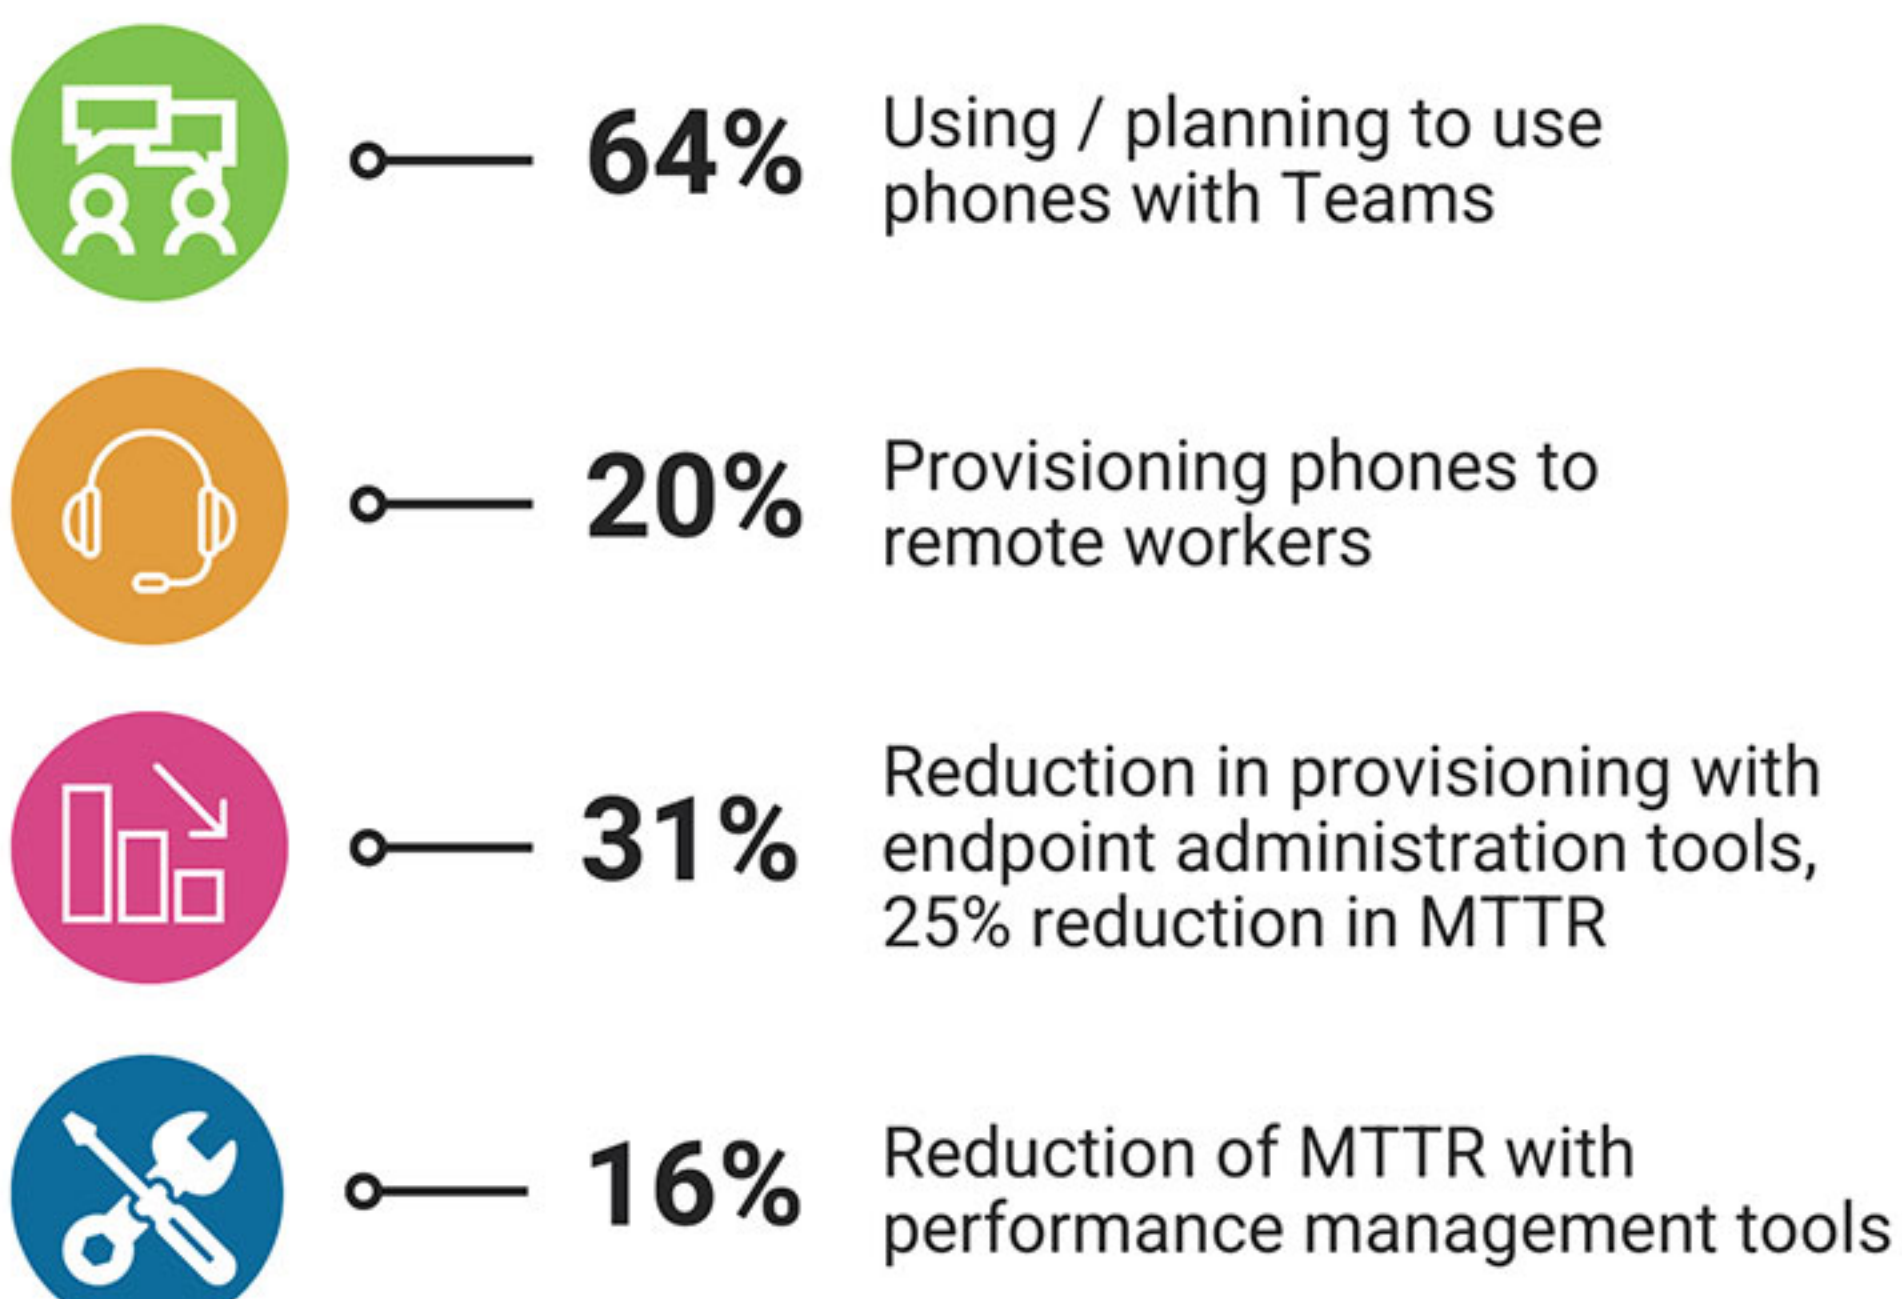 64%
Using / planning to use
phones with Teams
20%
Provisioning phones to
remote workers
31%
Reduction in provisioning with
endpoint administration tools,
25% reduction in MTTR
16%
Reduction of MTTR with
performance management tools